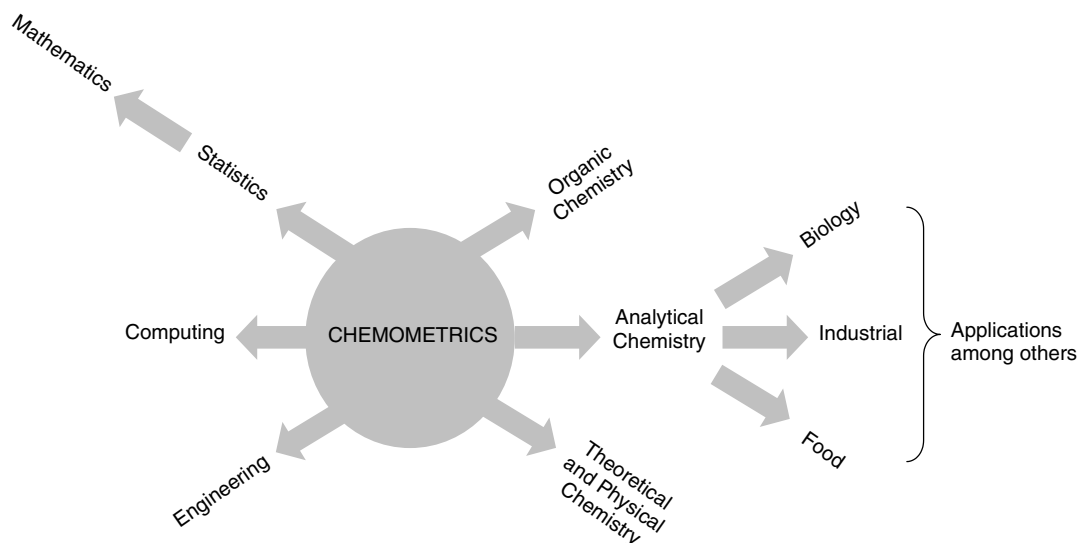 Mathematics
Statistics
Organic
Chemistry
Biology
Computing
CHEMOMETRICS
Analytical
Chemistry
Industrial
Applications
among others
Engineering
Theoretical
and Physical
Chemistry
Food